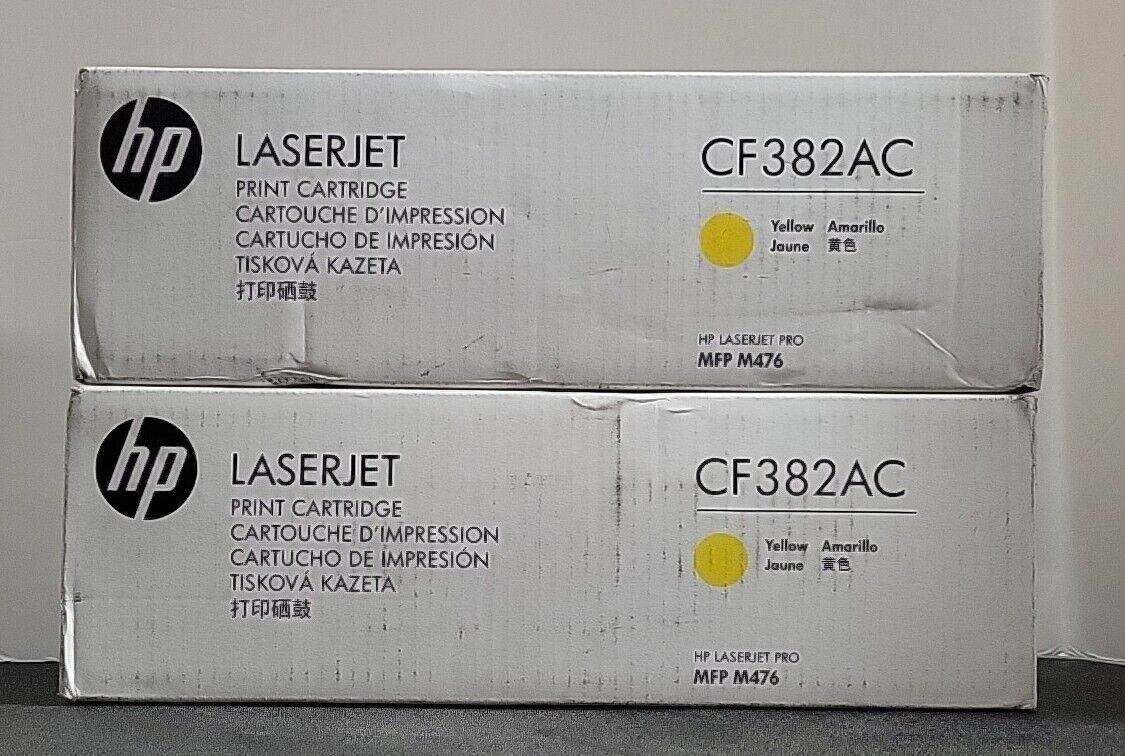 hp
LASERJET
PRINT CARTRIDGE
CARTOUCHE D'IMPRESSION
CARTUCHO DE IMPRESIÓN
TISKOVÁ KAZETA
打印硒鼓
CF382AC
Yellow Amarillo
Jaune 黄色
HP LASERJET PRO
MFP M476
hp
LASERJET
PRINT CARTRIDGE
CARTOUCHE D'IMPRESSION
CARTUCHO DE IMPRESIÓN
TISKOVÁ KAZETA
打印硒鼓
CF382AC
Yellow Amarillo
Jaune 黄色
HP LASERJET PRO
MFP M476